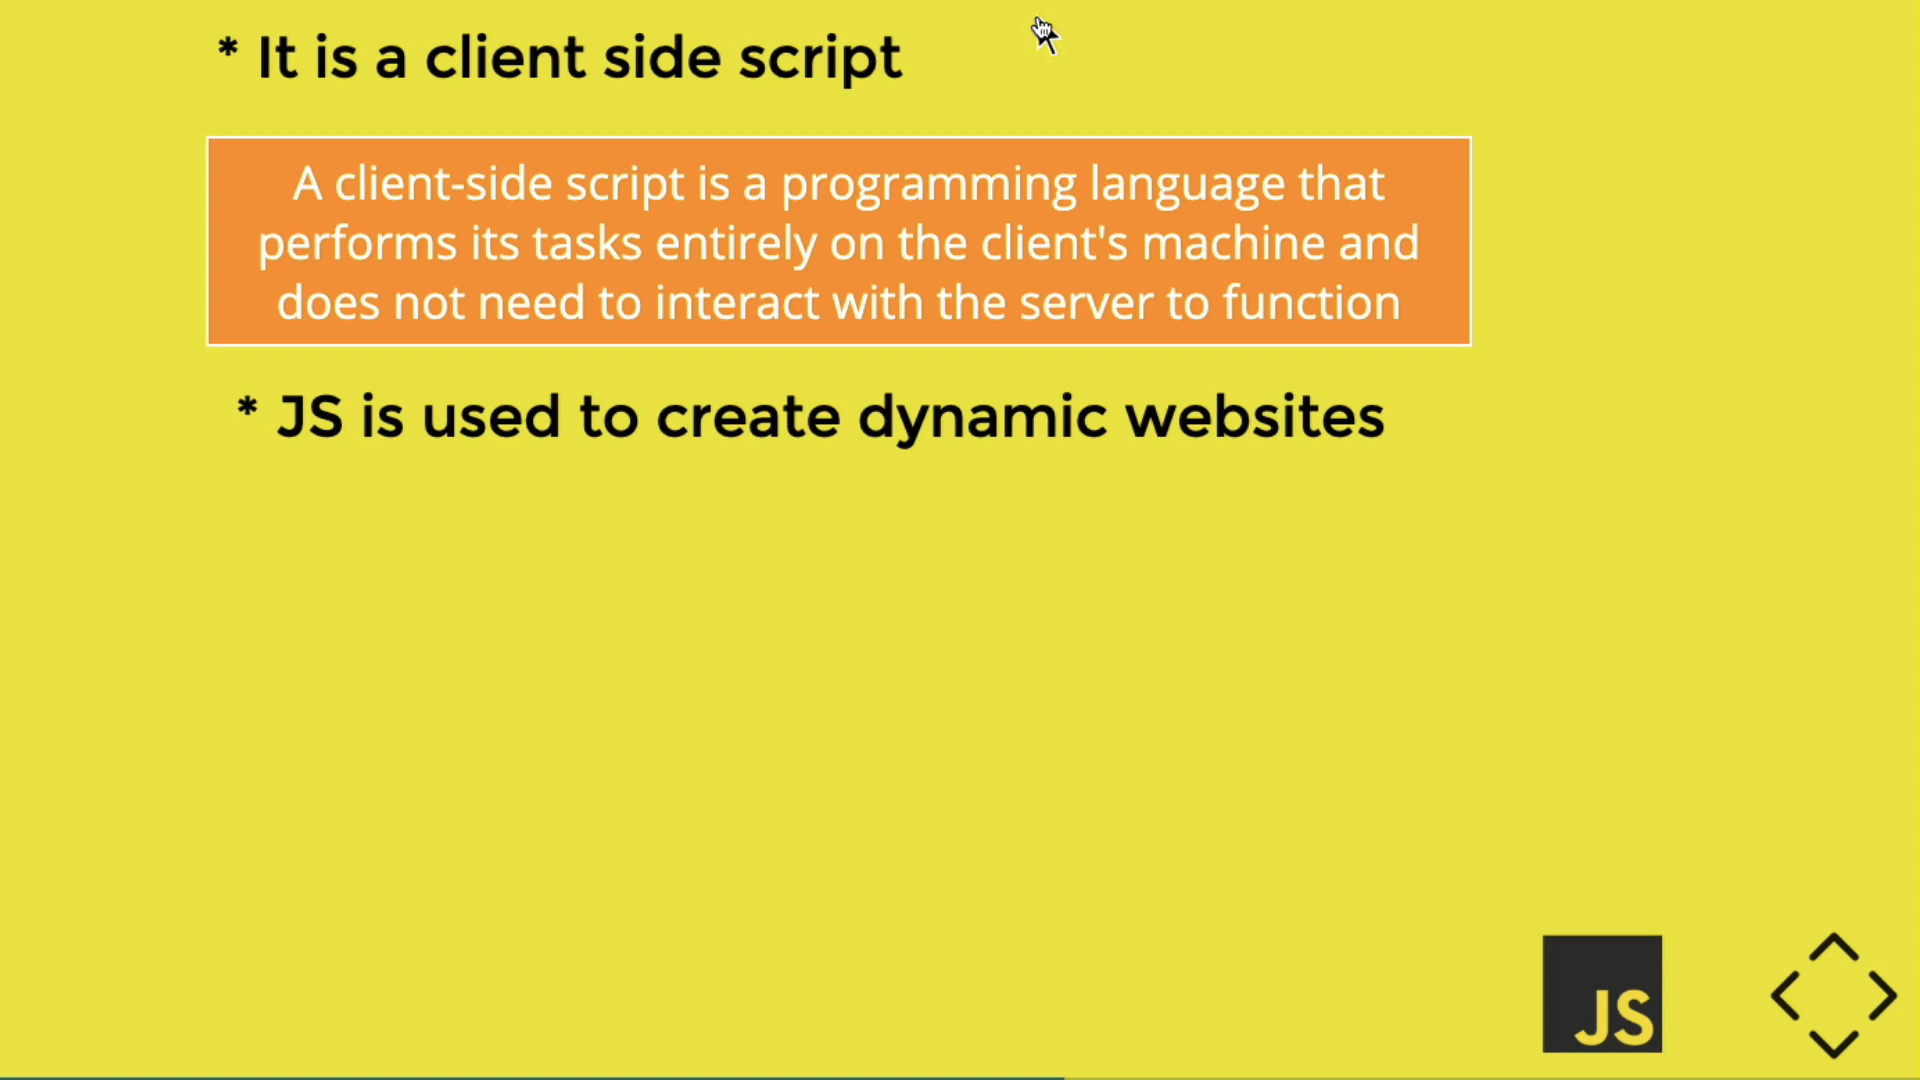 * It is a client side script
A client-side script is a programming language that
performs its tasks entirely on the client's machine and
does not need to interact with the server to function
* JS is used to create dynamic websites
JS